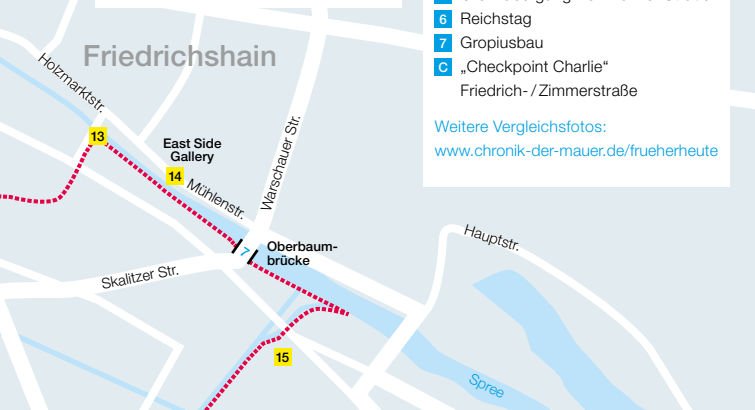 6 Reichstag
7 Gropiusbau
C „Checkpoint Charlie“
Friedrich- / Zimmerstraße
Weitere Vergleichsfotos:
www.chronik-der-mauer.de/frueherheute
Friedrichshain
Holzmarktstr.
13
East Side
Gallery
14
Mühlenstr.
Warschauer Str.
7
Oberbaum-
brücke
Skalitzer Str.
Hauptstr.
15
Spree